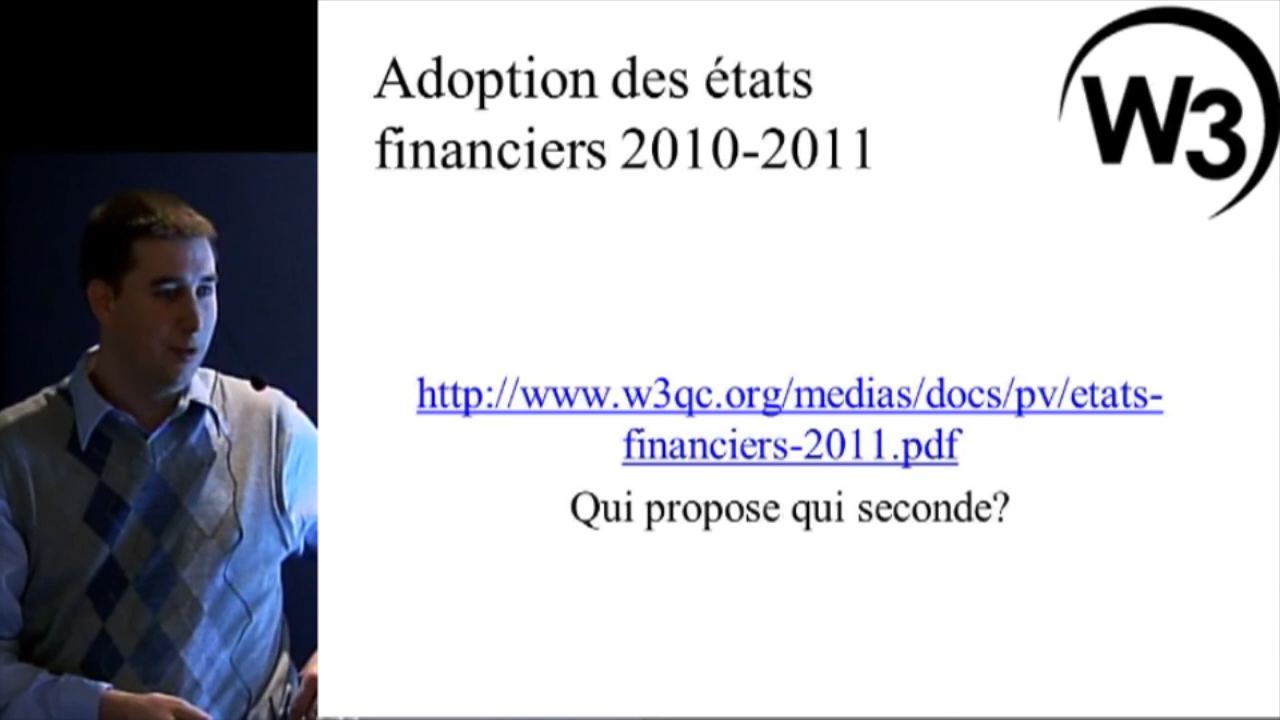 Adoption des états
financiers 2010-2011
W3
http://www.w3qc.org/medias/docs/pv/etats-
financiers-2011.pdf
Qui propose qui seconde?